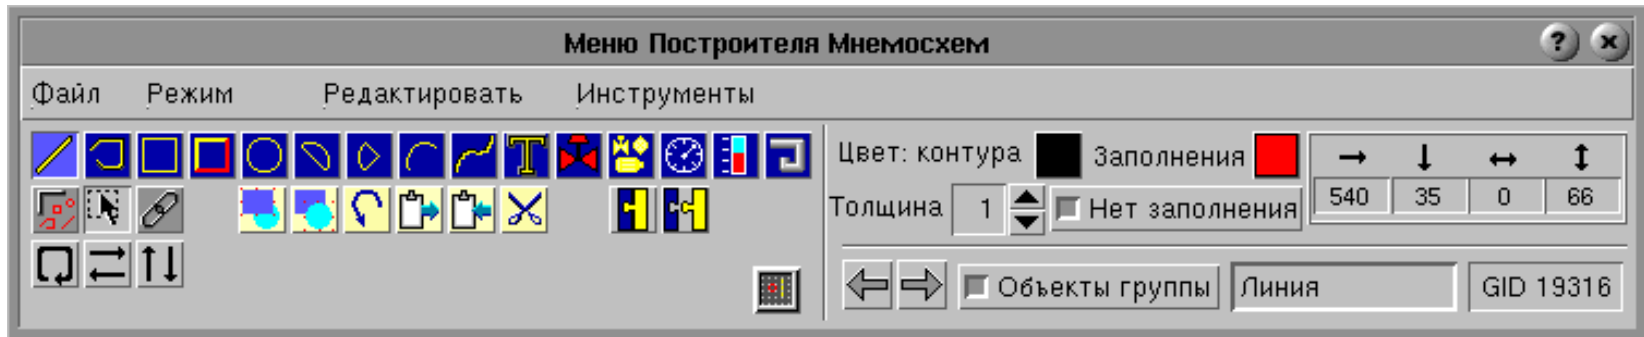 Меню Построителя Мнемосхем
Файл Режим Редактировать Инструменты
Цвет: контура Заполнения
540 35 0 66
Толщина 1 Нет заполнения
Объекты группы Линия GID 19316